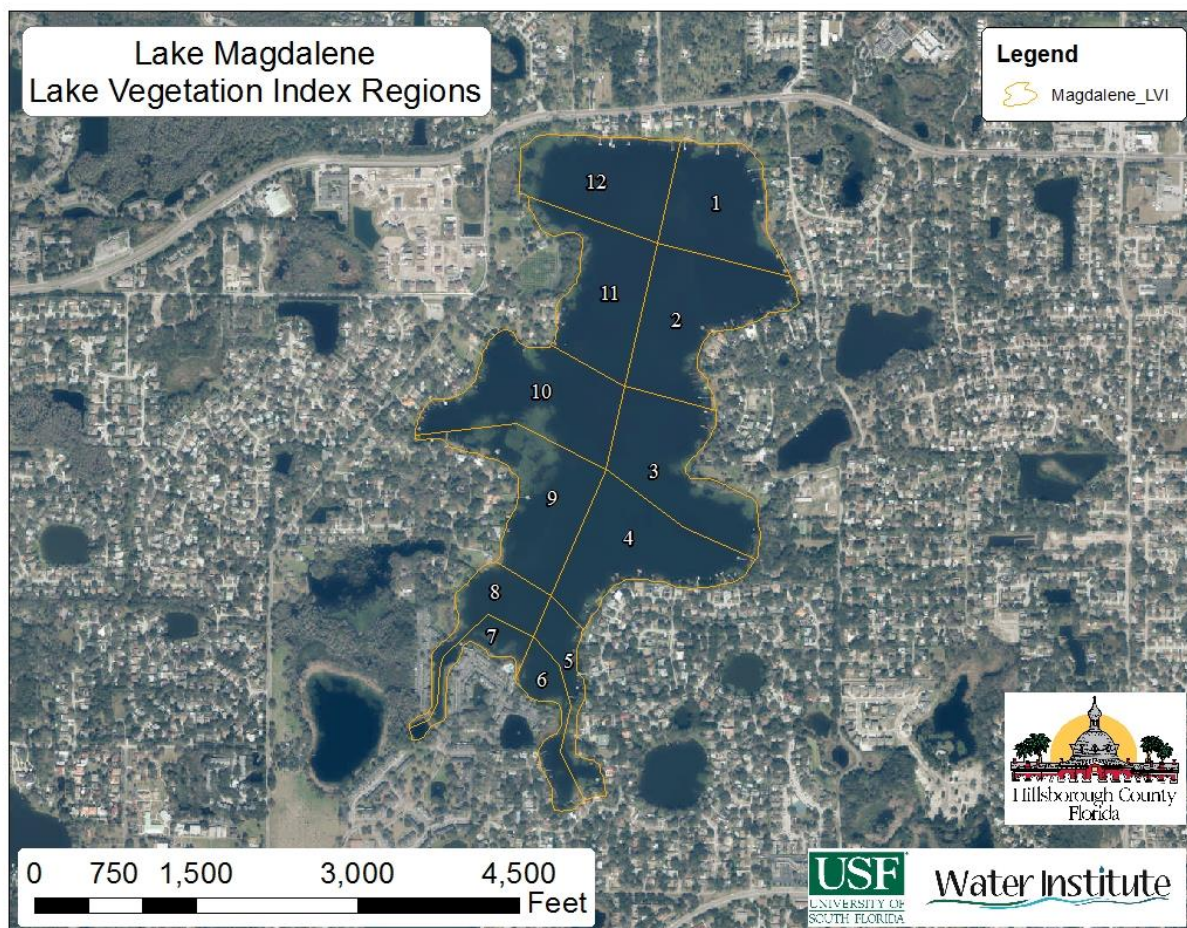 Lake Magdalene
Lake Vegetation Index Regions
Legend
Magdalene_LVI
12
1
11
2
10
3
9
4
8
7
5
6
Hillsborough County
Florida
0 750 1,500 3,000 4,500
Feet
USF
UNIVERSITY OF
SOUTH FLORIDA
Water Institute